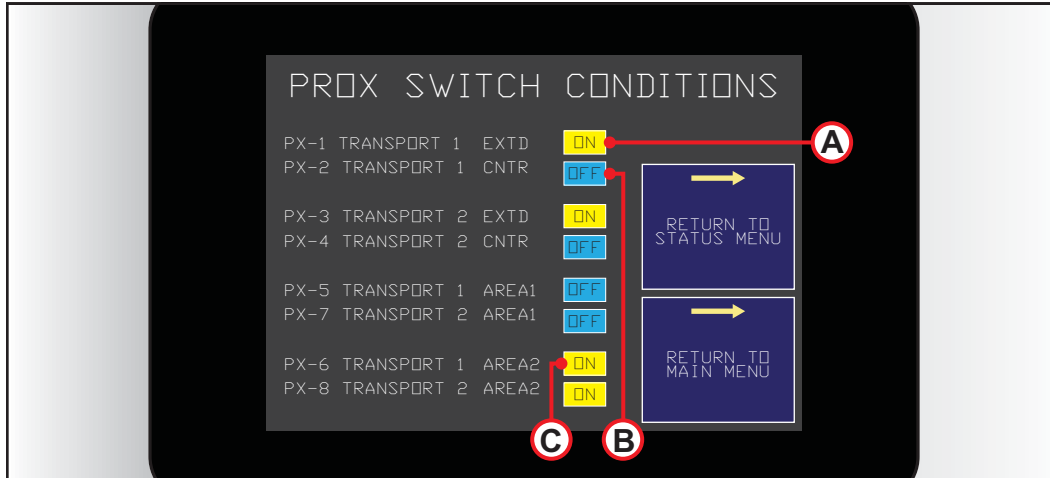 PROX SWITCH CONDITIONS
PX-1 TRANSPORT 1 EXTD ON
PX-2 TRANSPORT 1 CNTR OFF
PX-3 TRANSPORT 2 EXTD ON
PX-4 TRANSPORT 2 CNTR OFF
PX-5 TRANSPORT 1 AREA1 OFF
PX-7 TRANSPORT 2 AREA1 OFF
PX-6 TRANSPORT 1 AREA2 ON
PX-8 TRANSPORT 2 AREA2 ON
RETURN TO
STATUS MENU
RETURN TO
MAIN MENU
A
C
B